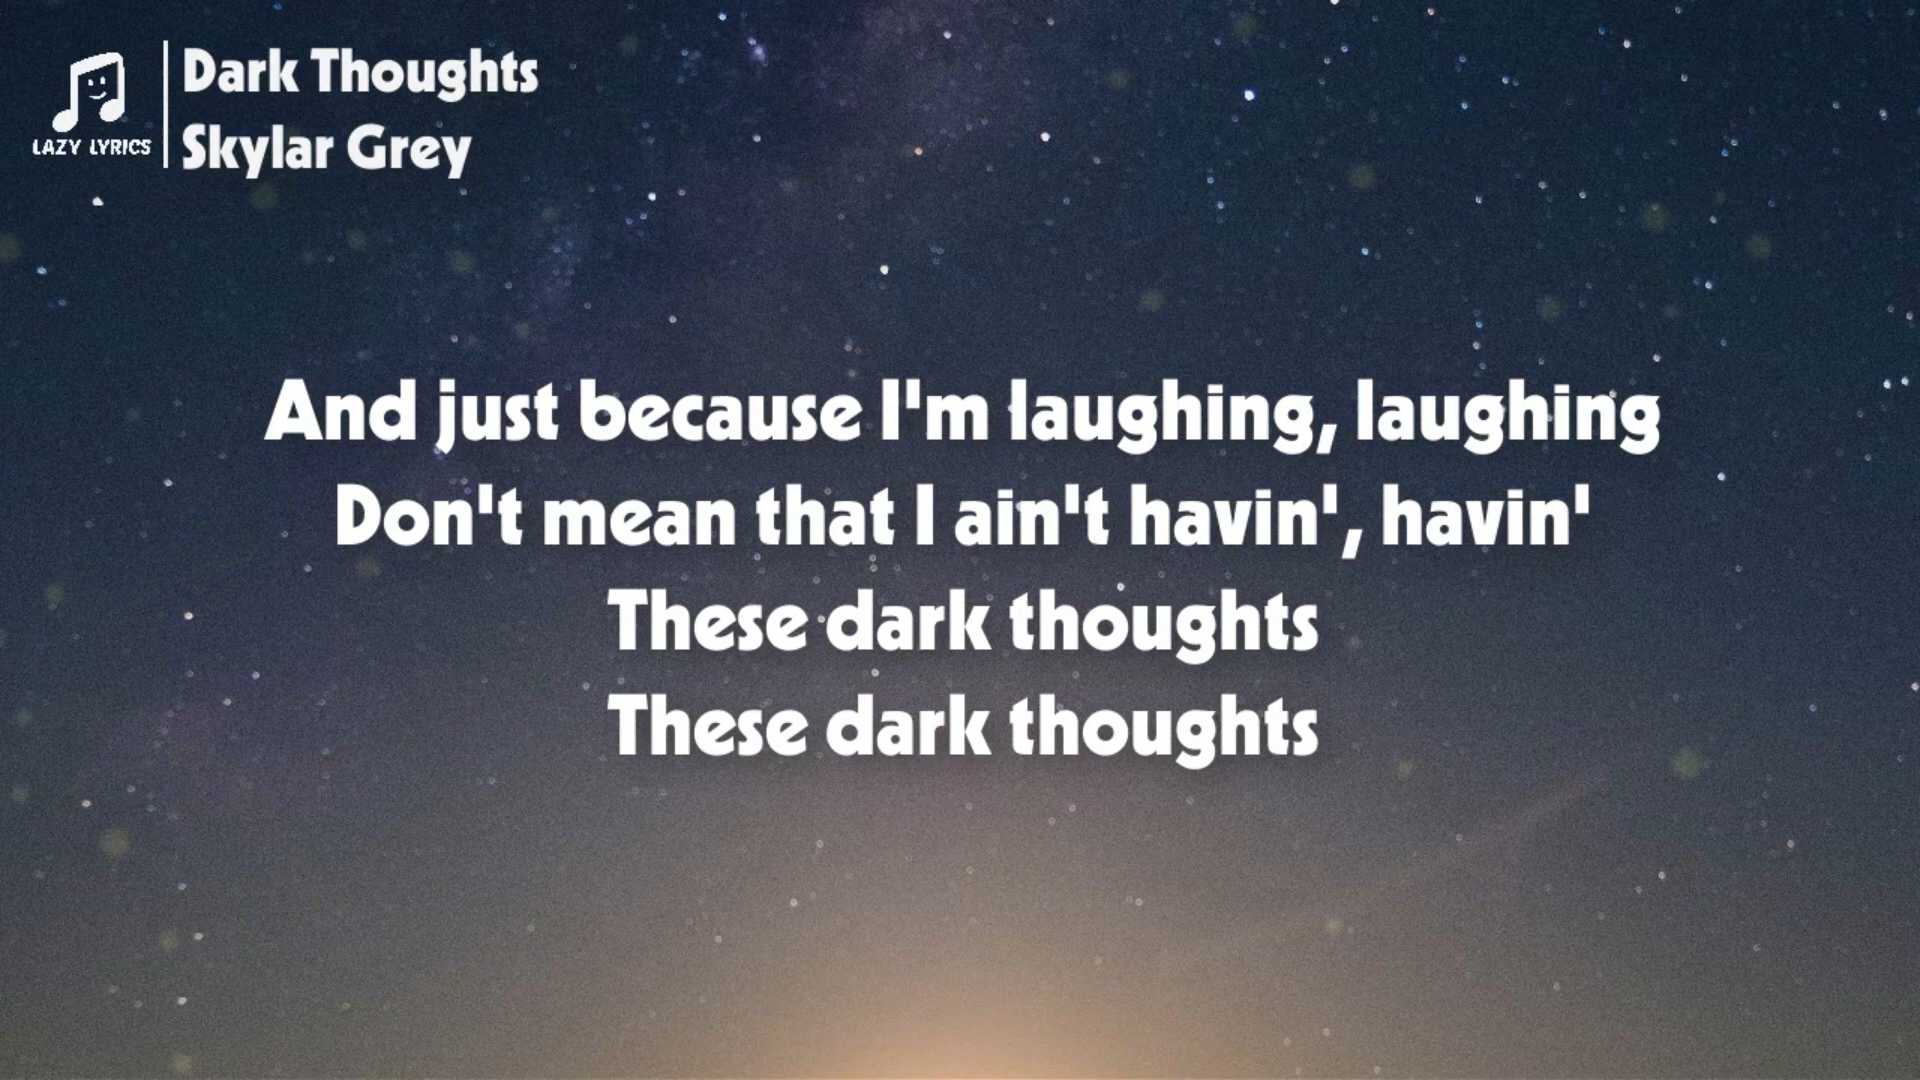 Dark Thoughts
Skylar Grey
LAZY LYRICS
And just because I'm laughing, laughing
Don't mean that I ain't havin', havin'
These dark thoughts
These dark thoughts